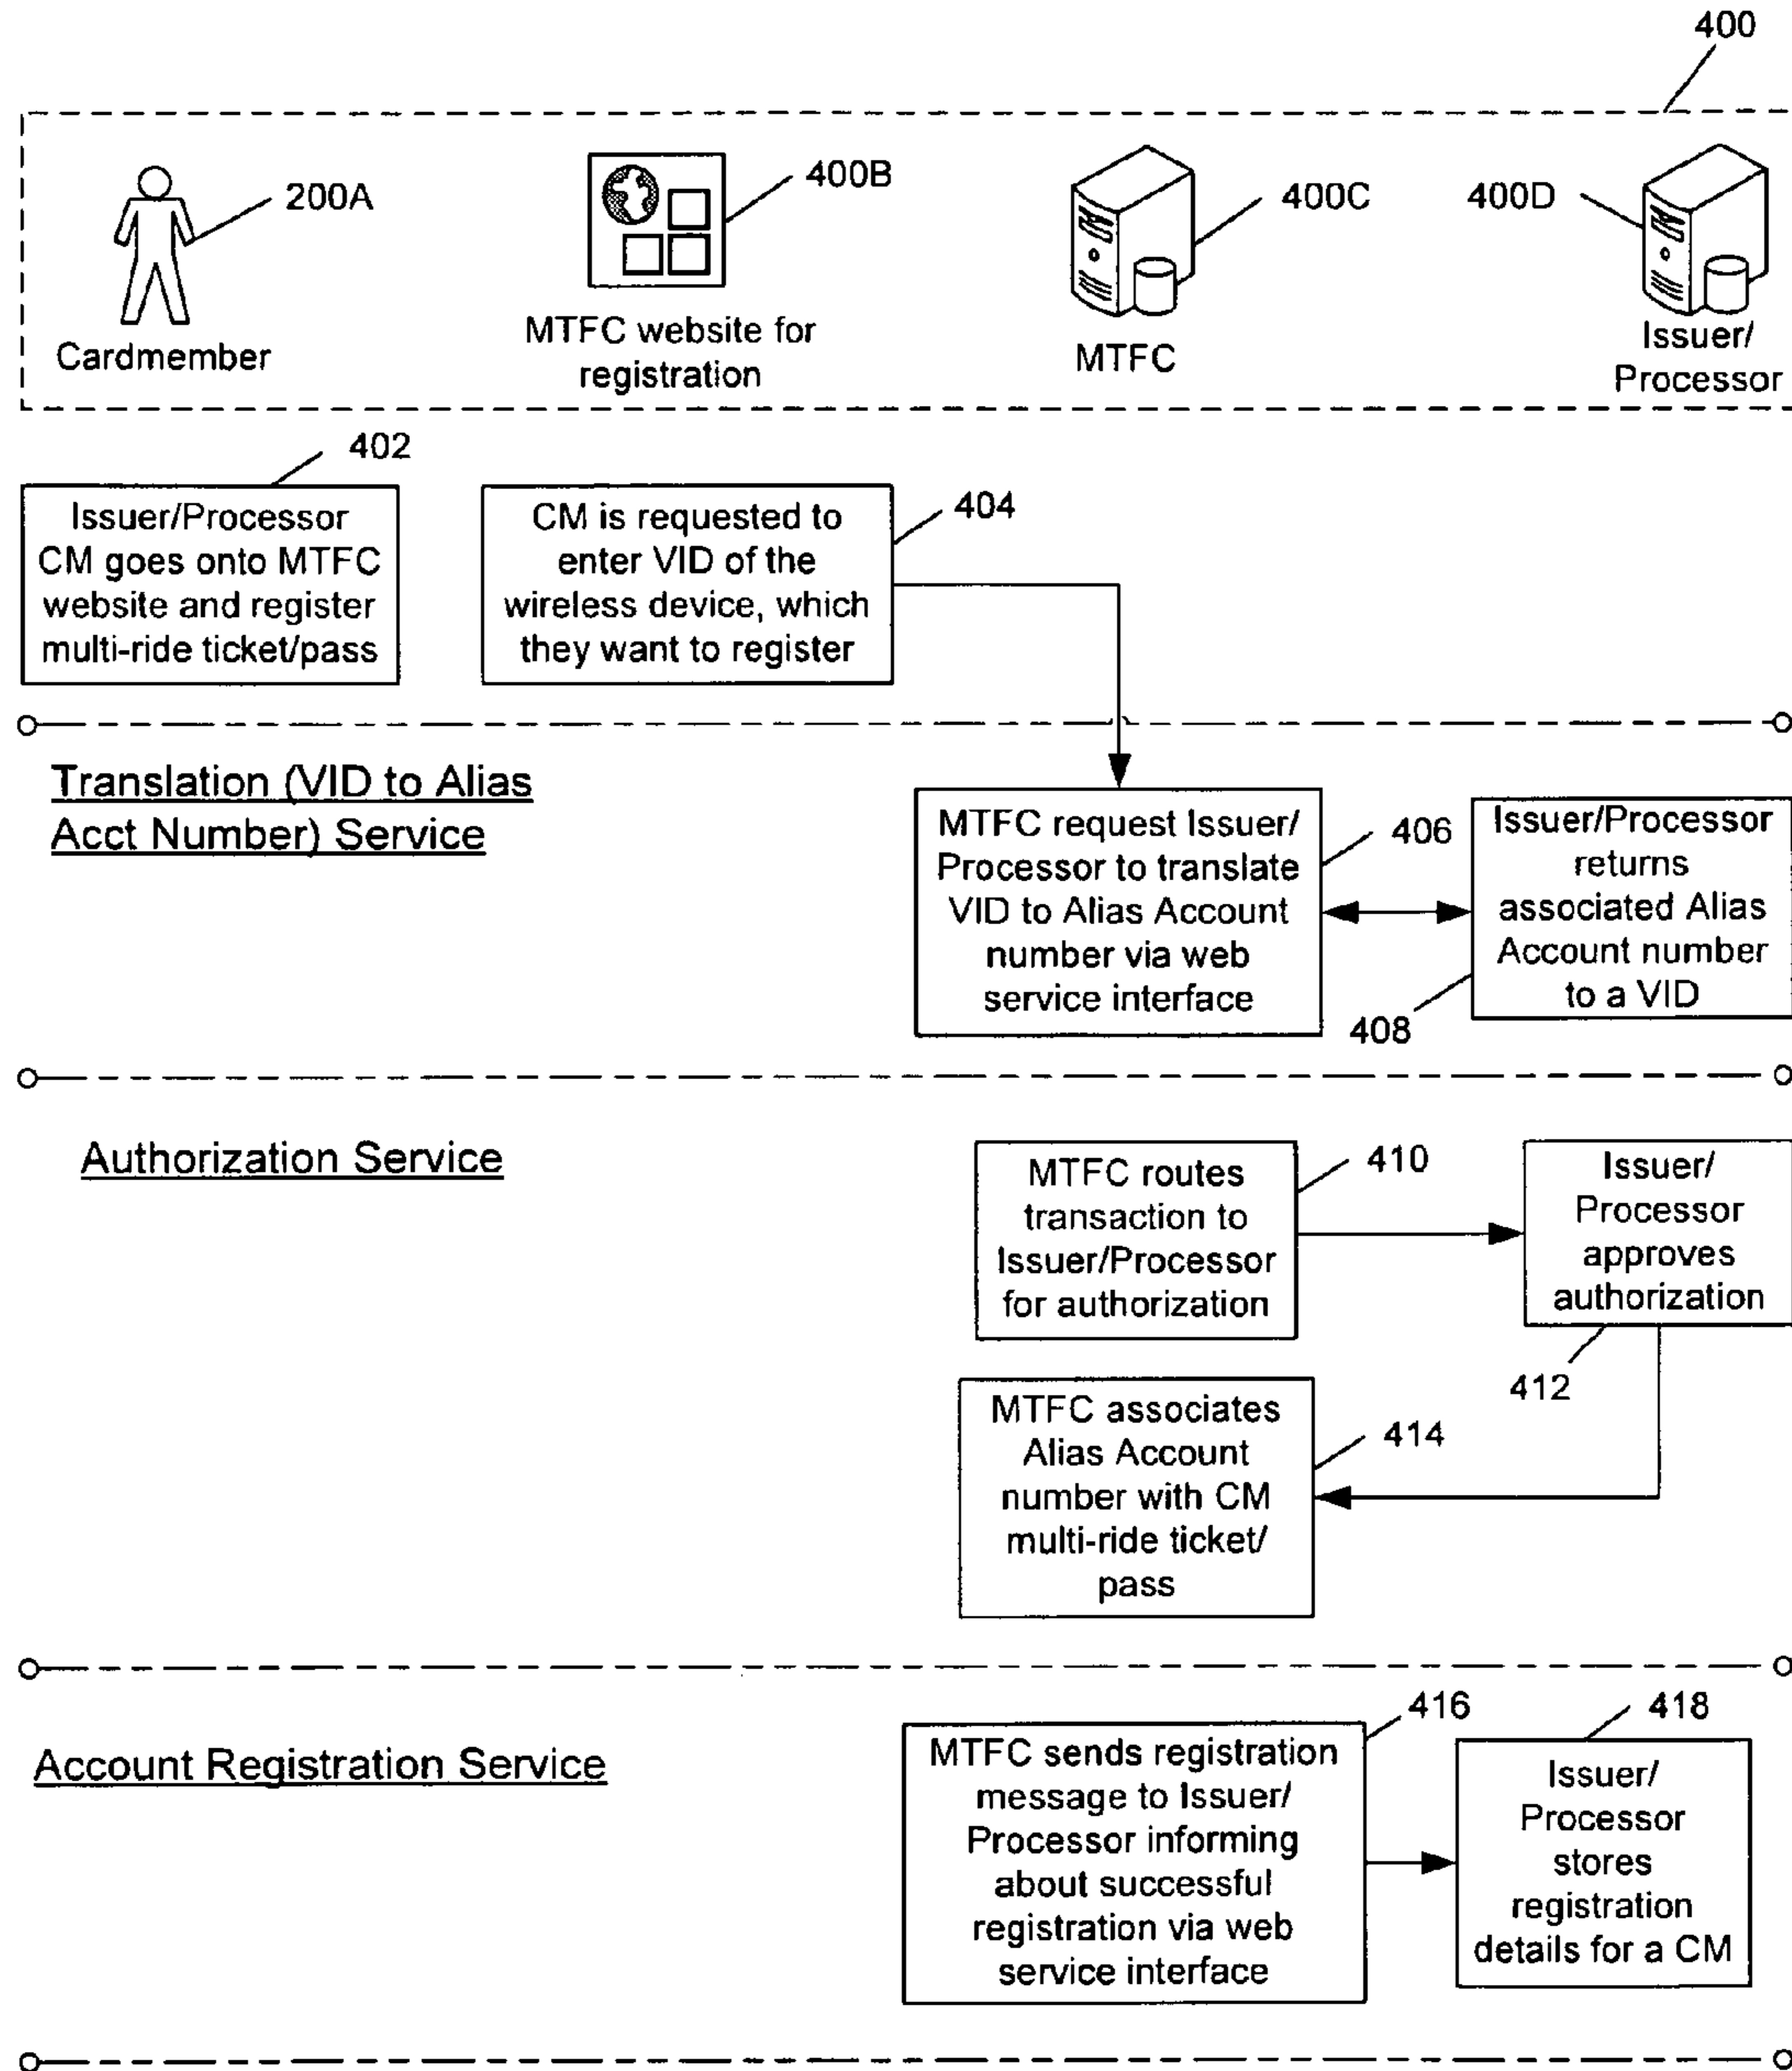 400
200A
400B
400C
400D
Cardmember
MTFC website for
registration
MTFC
Issuer/
Processor
402
Issuer/Processor
CM goes onto MTFC
website and register
multi-ride ticket/pass
404
CM is requested to
enter VID of the
wireless device, which
they want to register
Translation (VID to Alias
Acct Number) Service
MTFC request Issuer/
Processor to translate
VID to Alias Account
number via web
service interface
406
Issuer/Processor
returns
associated Alias
Account number
to a VID
408
Authorization Service
MTFC routes
transaction to
Issuer/Processor
for authorization
410
Issuer/
Processor
approves
authorization
412
MTFC associates
Alias Account
number with CM
multi-ride ticket/
pass
414
Account Registration Service
416
MTFC sends registration
message to Issuer/
Processor informing
about successful
registration via web
service interface
418
Issuer/
Processor
stores
registration
details for a CM